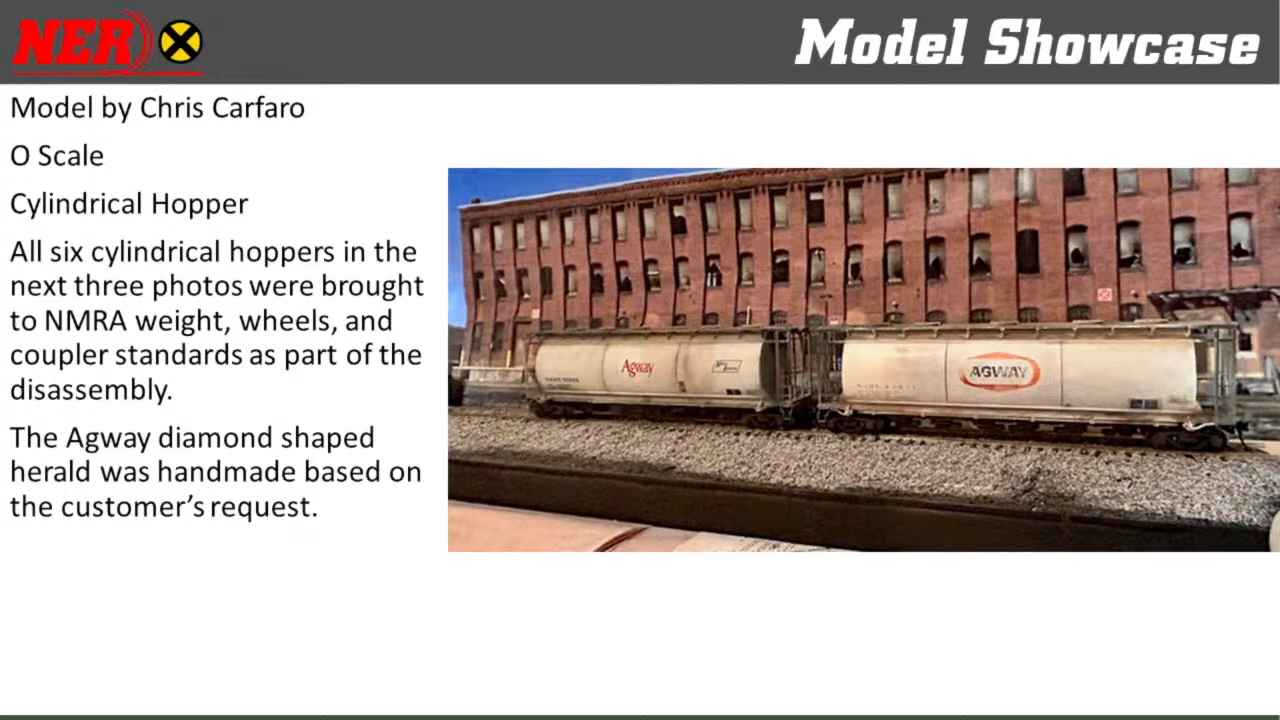 NER
Model Showcase
Model by Chris Carfaro
O Scale
Cylindrical Hopper
All six cylindrical hoppers in the
next three photos were brought
to NMRA weight, wheels, and
coupler standards as part of the
disassembly.
The Agway diamond shaped
herald was handmade based on
the customer's request.
Agway
AGWAY